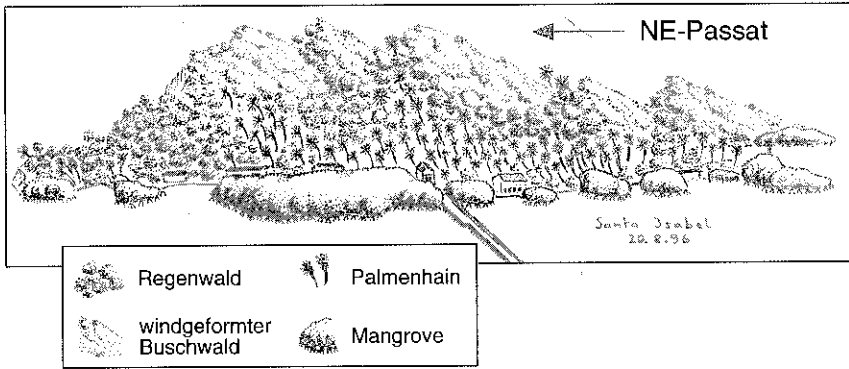 NE-Passat
Santa Isabel
20.8.96
Regenwald
Palmenhain
windgeformter
Buschwald
Mangrove